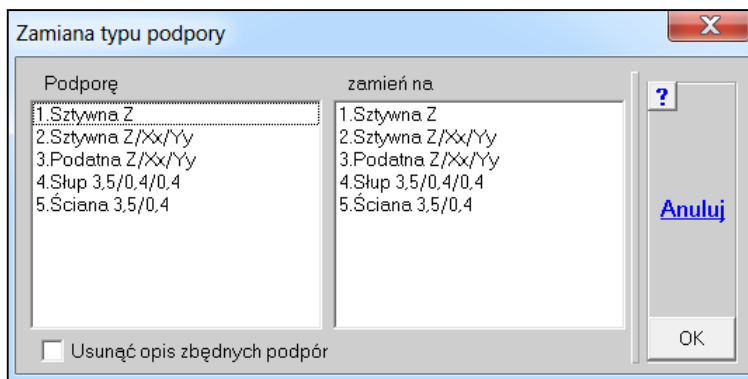 Zamiana typu podpory
X
Podporę
zamień na
1.Sztywna Z
2.Sztywna Z/Xx/Yy
3.Podatna Z/Xx/Yy
4.Słup 3,5/0,4/0,4
5.Ściana 3,5/0,4
1.Sztywna Z
2.Sztywna Z/Xx/Yy
3.Podatna Z/Xx/Yy
4.Słup 3,5/0,4/0,4
5.Ściana 3,5/0,4
?
Anuluj
OK
Usunąć opis zbędnych podpór